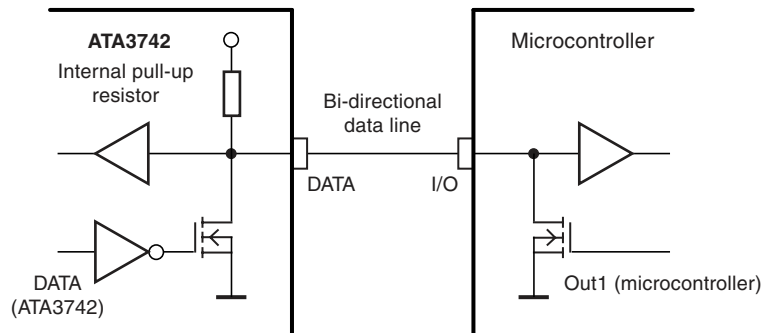 ATA3742
Internal pull-up
resistor
Microcontroller
Bi-directional
data line
DATA
I/O
DATA
(ATA3742)
Out1 (microcontroller)